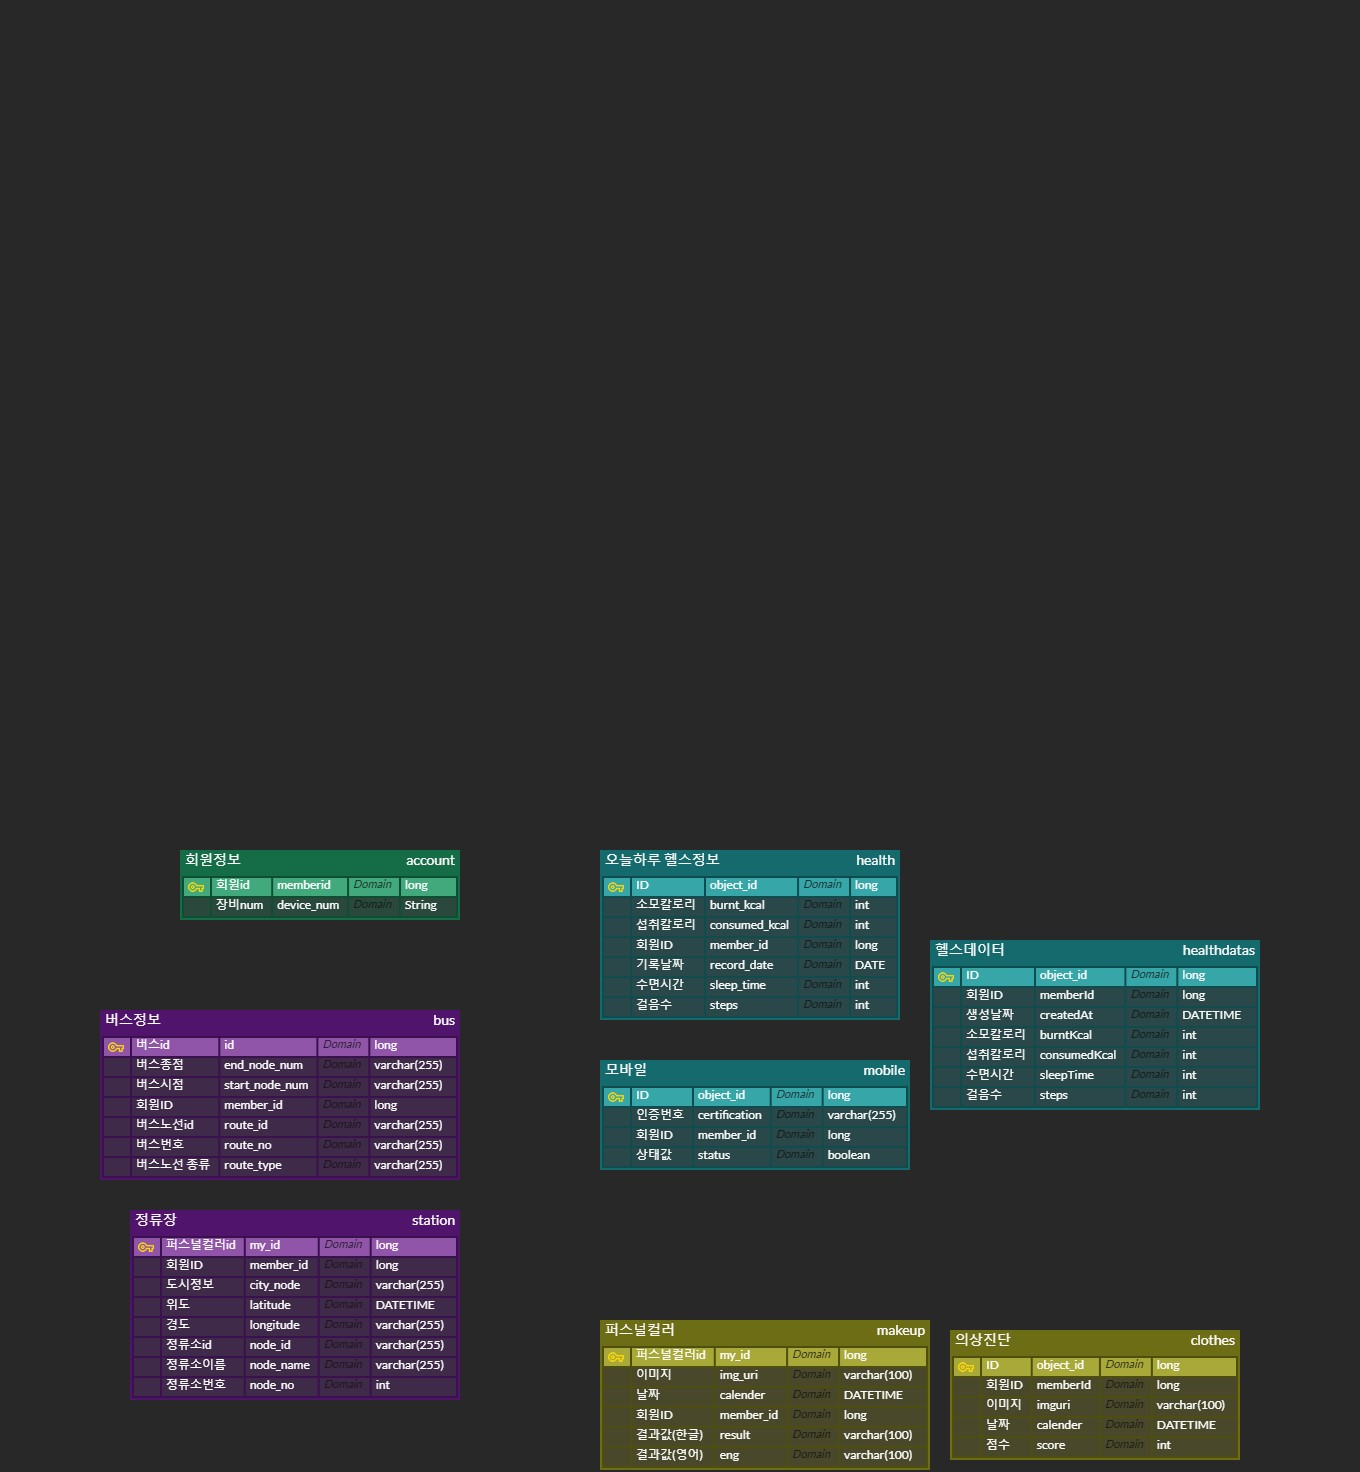 회원정보 account
회원id memberid Domain long
장비num device_num Domain String
오늘하루 헬스정보 health
ID object_id Domain long
소모칼로리 burnt_kcal Domain int
섭취칼로리 consumed_kcal Domain int
회원ID member_id Domain long
기록날짜 record_date Domain DATE
수면시간 sleep_time Domain int
걸음수 steps Domain int
헬스데이터 healthdatas
ID object_id Domain long
회원ID memberId Domain long
생성날짜 createdAt Domain DATETIME
소모칼로리 burntKcal Domain int
섭취칼로리 consumedKcal Domain int
수면시간 sleepTime Domain int
걸음수 steps Domain int
버스정보 bus
버스id id Domain long
버스종점 end_node_num Domain varchar(255)
버스시점 start_node_num Domain varchar(255)
회원ID member_id Domain long
버스노선id route_id Domain varchar(255)
버스번호 route_no Domain varchar(255)
버스노선 종류 route_type Domain varchar(255)
모바일 mobile
ID object_id Domain long
인증번호 certification Domain varchar(255)
회원ID member_id Domain long
상태값 status Domain boolean
정류장 station
퍼스널컬러id my_id Domain long
회원ID member_id Domain long
도시정보 city_node Domain varchar(255)
위도 latitude Domain DATETIME
경도 longitude Domain varchar(255)
정류소id node_id Domain varchar(255)
정류소이름 node_name Domain varchar(255)
정류소번호 node_no Domain int
퍼스널컬러 makeup
퍼스널컬러id my_id Domain long
이미지 img_uri Domain varchar(100)
날짜 calender Domain DATETIME
회원ID member_id Domain long
결과값(한글) result Domain varchar(100)
결과값(영어) eng Domain varchar(100)
의상진단 clothes
ID object_id Domain long
회원ID memberId Domain long
이미지 imguri Domain varchar(100)
날짜 calender Domain DATETIME
점수 score Domain int